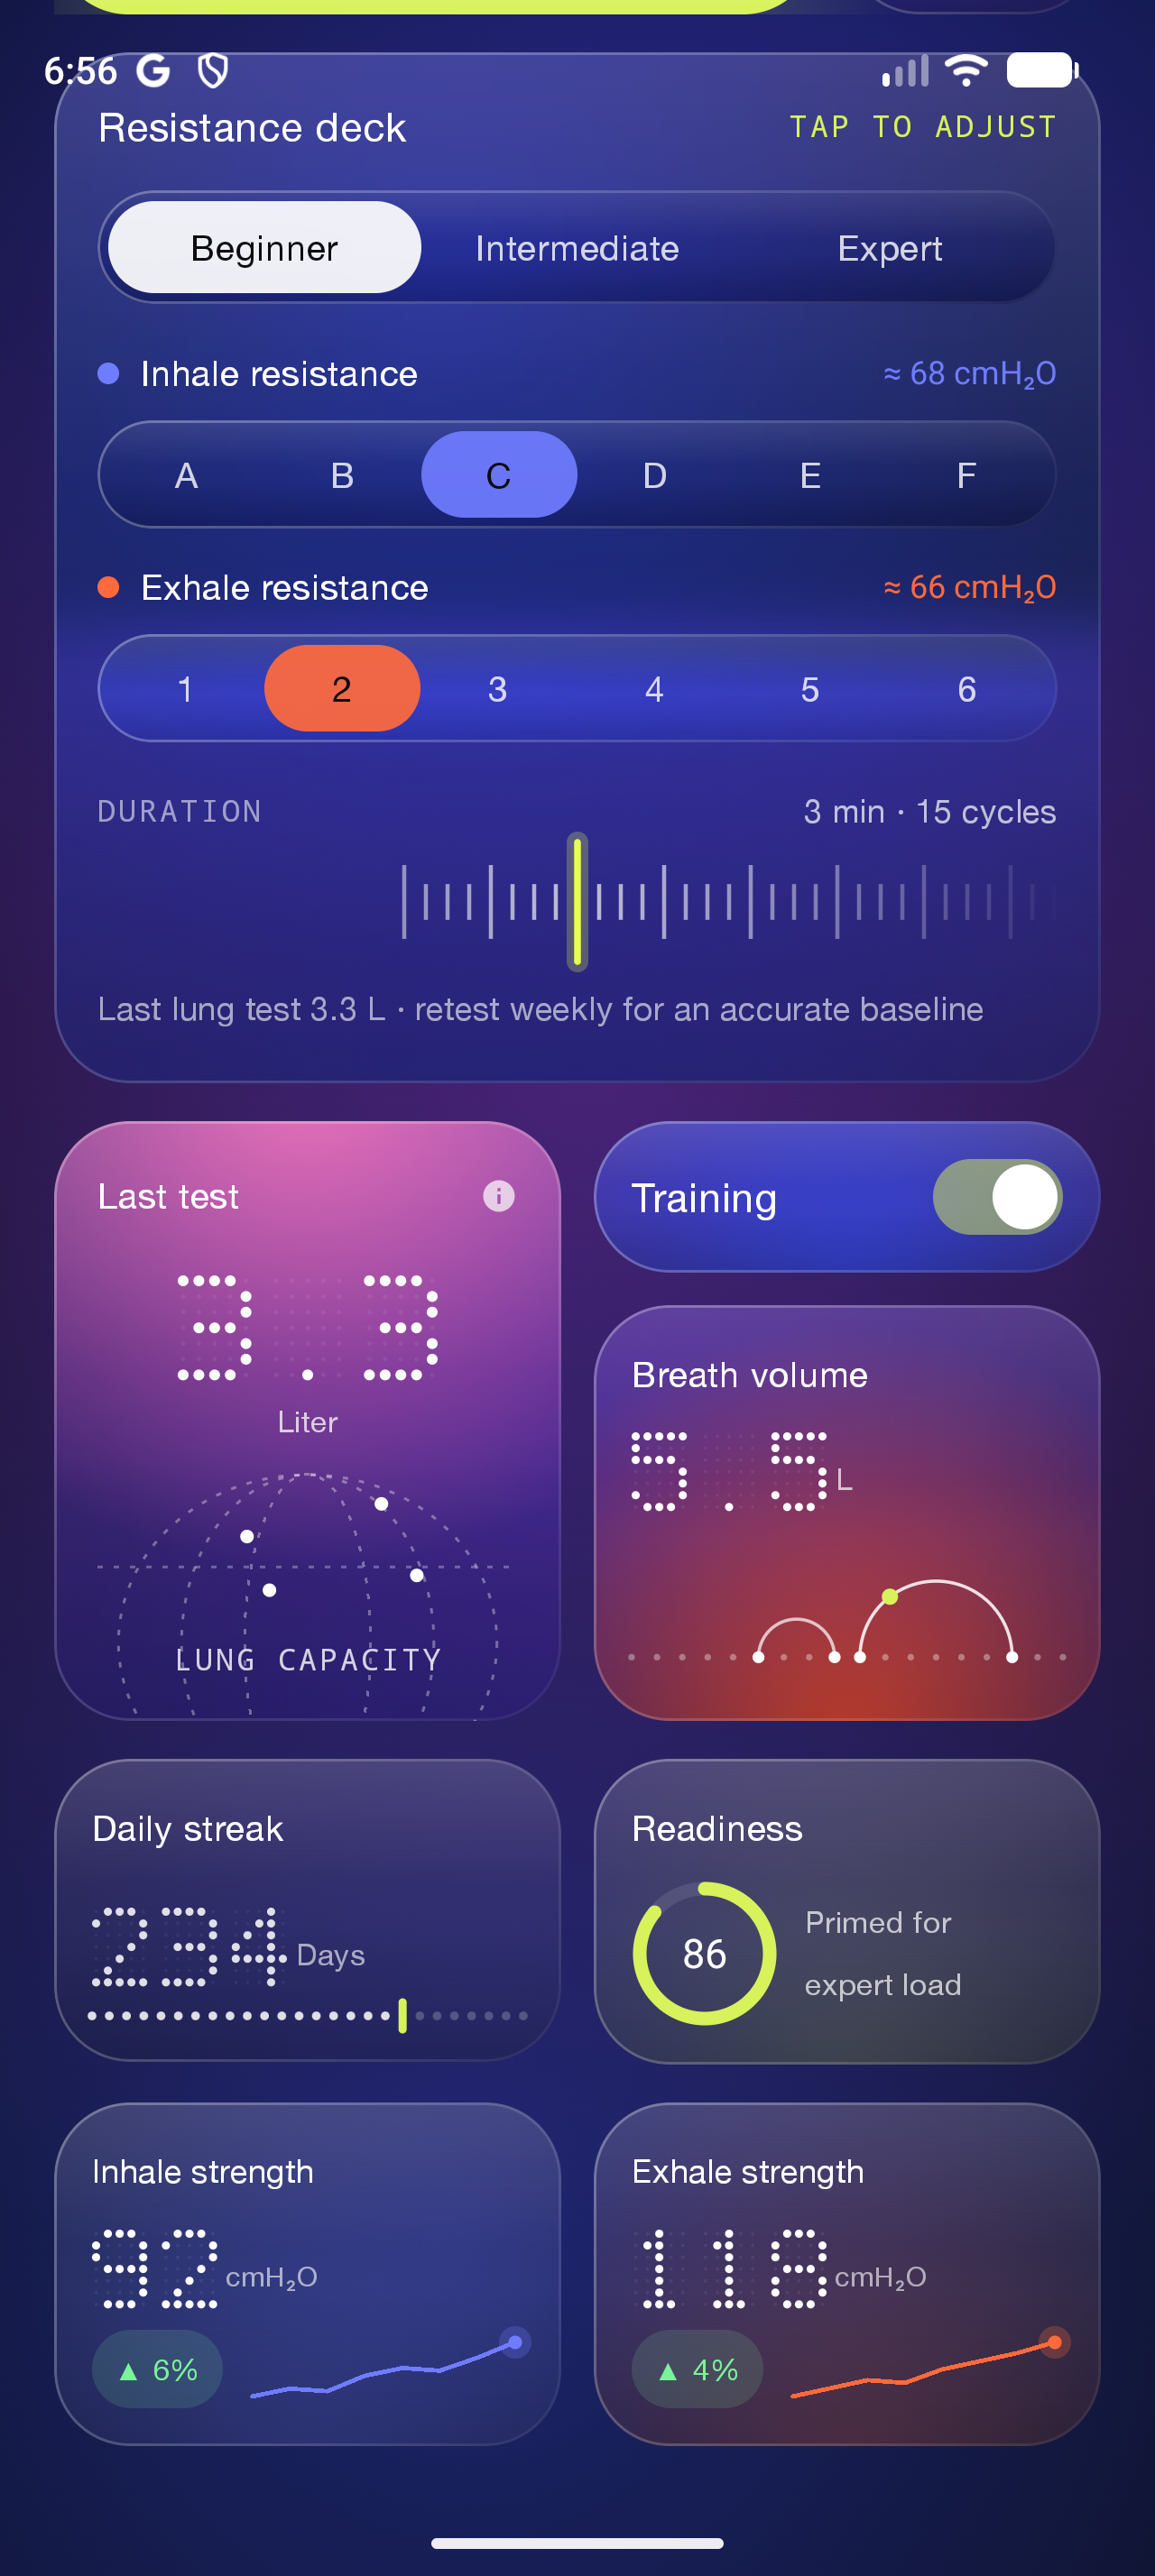 6:56
Resistance deck
TAP TO ADJUST
Beginner Intermediate Expert
Inhale resistance
≈ 68 cmH₂O
A B C D E F
Exhale resistance
≈ 66 cmH₂O
1 2 3 4 5 6
DURATION
3 min · 15 cycles
Last lung test 3.3 L · retest weekly for an accurate baseline
Last test
3.3
Liter
LUNG CAPACITY
Training
Breath volume
5.5 L
Daily streak
234 Days
Readiness
86
Primed for
expert load
Inhale strength
92 cmH₂O
▲ 6%
Exhale strength
118 cmH₂O
▲ 4%